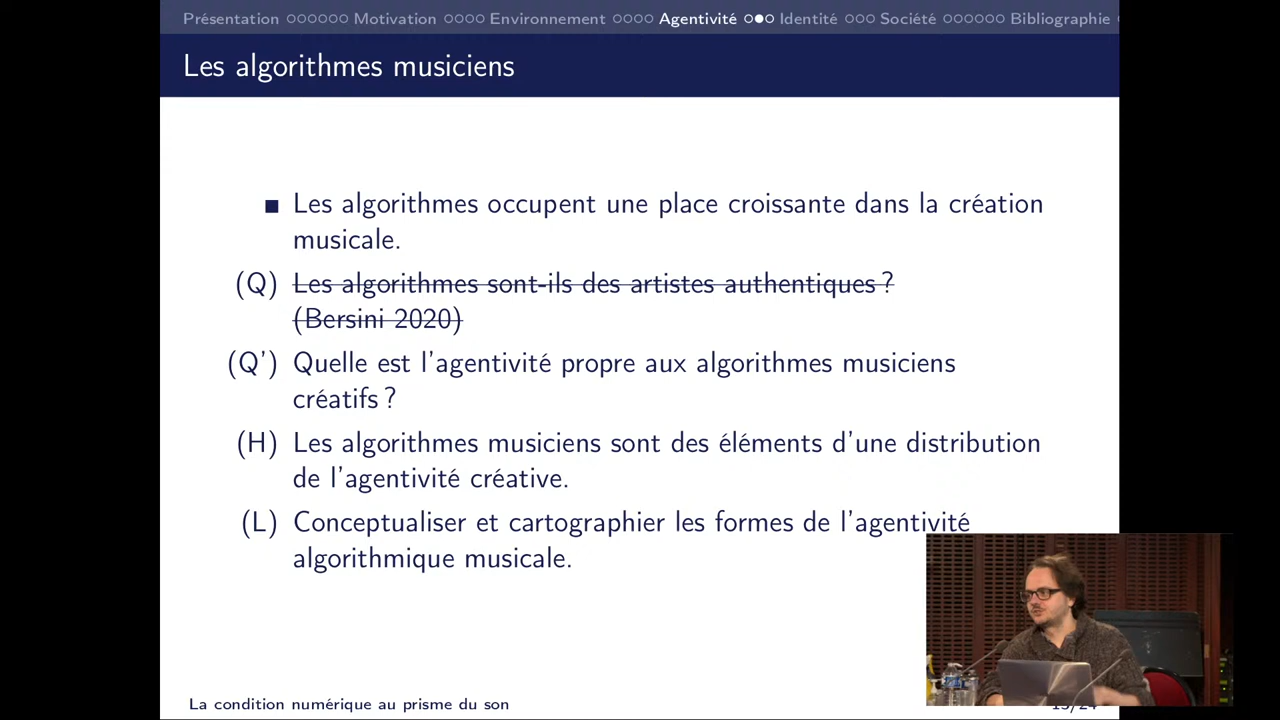 Présentation Motivation Environnement Agentivité Identité Société Bibliographie
Les algorithmes musiciens
Les algorithmes occupent une place croissante dans la création
musicale.
(Q) Les algorithmes sont-ils des artistes authentiques ?
(Bersini 2020)
(Q') Quelle est l'agentivité propre aux algorithmes musiciens
créatifs ?
(H) Les algorithmes musiciens sont des éléments d'une distribution
de l'agentivité créative.
(L) Conceptualiser et cartographier les formes de l'agentivité
algorithmique musicale.
La condition numérique au prisme du son